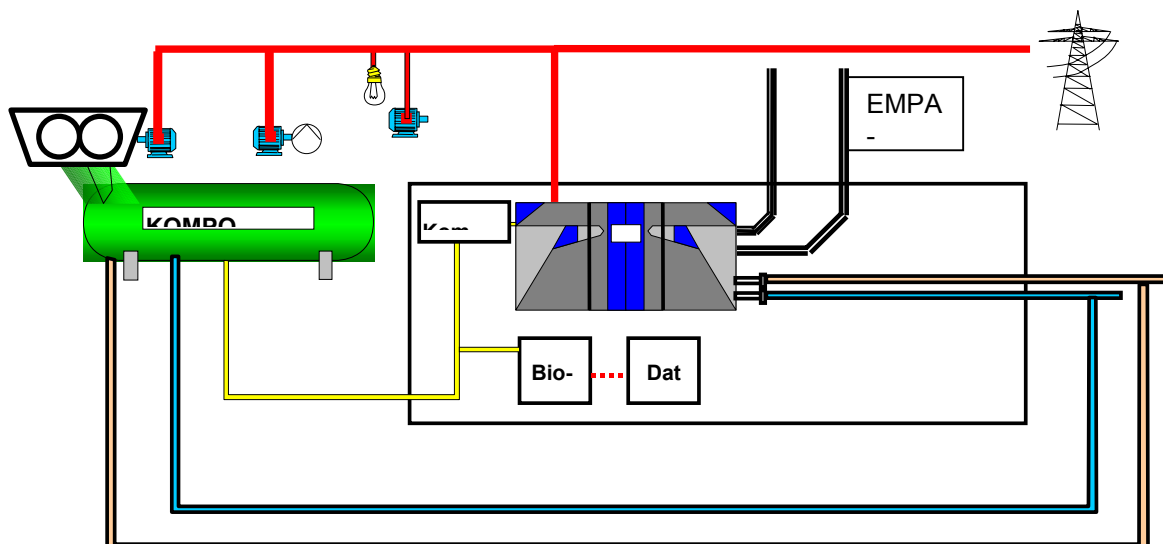 EMPA
-
KOMPO
Kom
Bio-
Dat